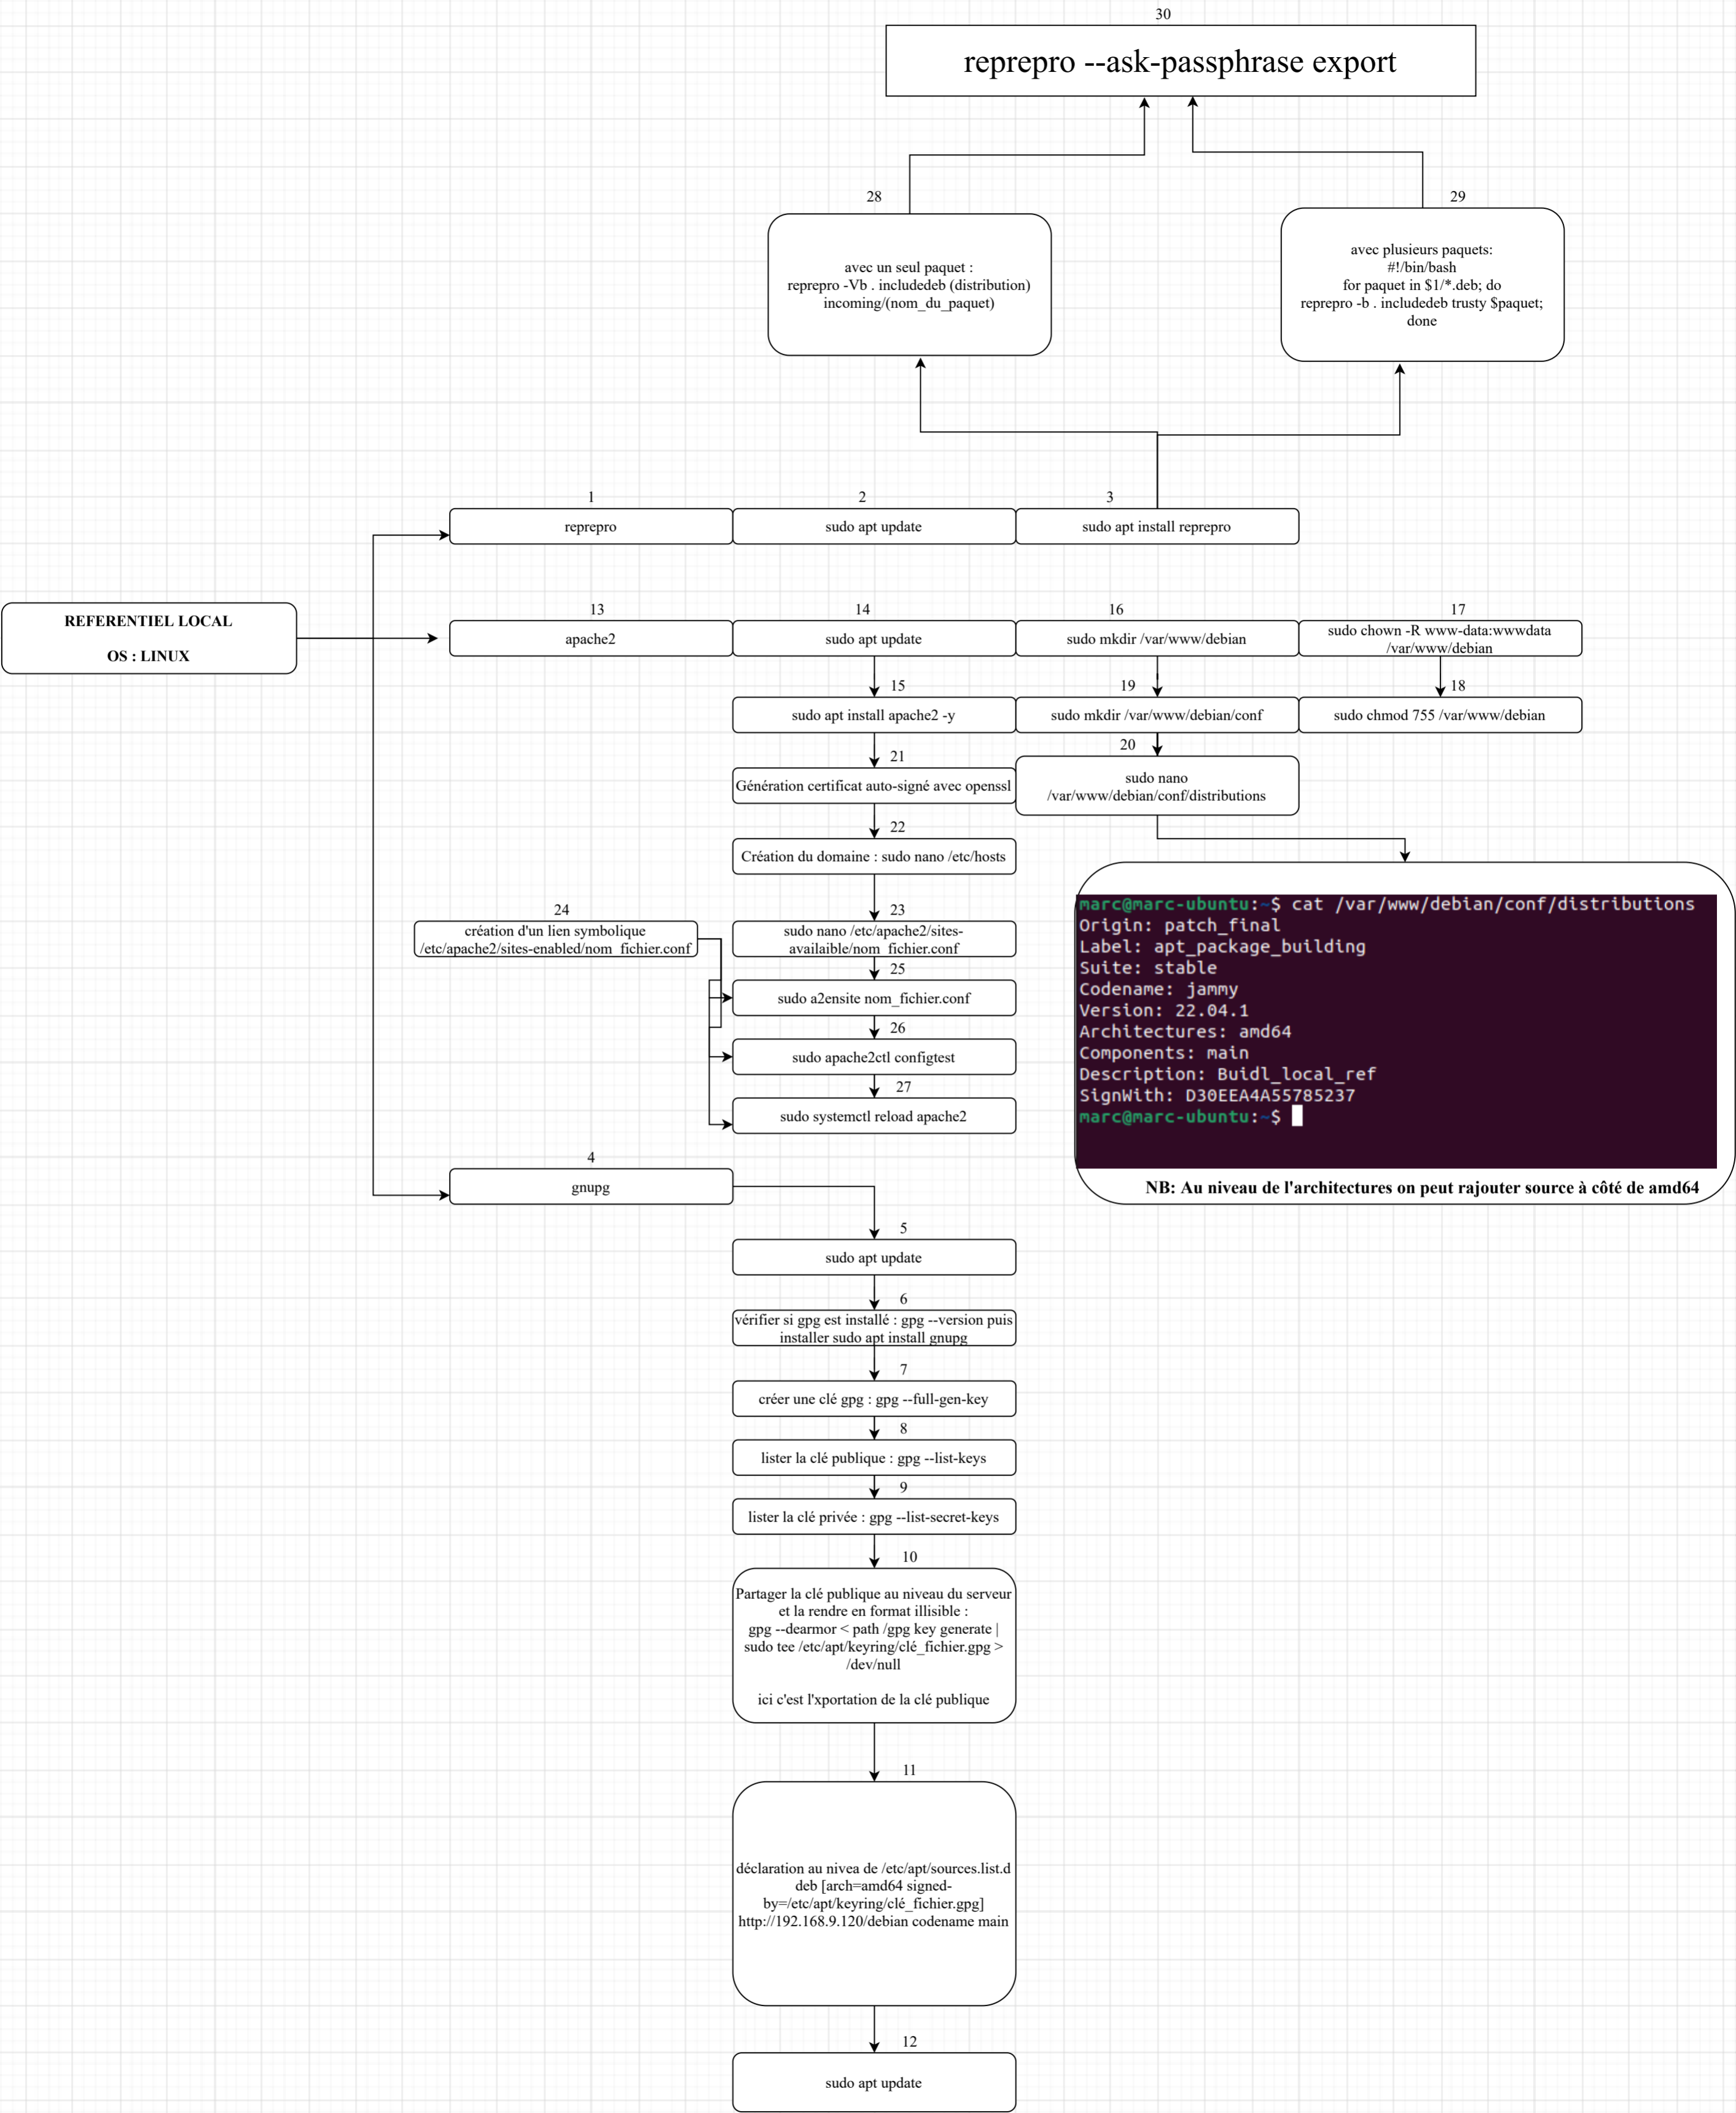 30
reprepro --ask-passphrase export
28
29
avec un seul paquet :
reprepro -Vb . includedeb (distribution)
incoming/(nom_du_paquet)
avec plusieurs paquets:
#!/bin/bash
for paquet in $1/*.deb; do
reprepro -b . includedeb trusty $paquet;
done
1
2
3
reprepro
sudo apt update
sudo apt install reprepro
REFERENTIEL LOCAL
OS : LINUX
13
14
16
17
apache2
sudo apt update
sudo mkdir /var/www/debian
sudo chown -R www-data:wwwdata
/var/www/debian
15
19
18
sudo apt install apache2 -y
sudo mkdir /var/www/debian/conf
sudo chmod 755 /var/www/debian
21
20
Génération certificat auto-signé avec openssl
sudo nano
/var/www/debian/conf/distributions
22
Création du domaine : sudo nano /etc/hosts
24
23
création d'un lien symbolique
/etc/apache2/sites-enabled/nom_fichier.conf
sudo nano /etc/apache2/sites-
availaible/nom_fichier.conf
25
sudo a2ensite nom_fichier.conf
26
sudo apache2ctl configtest
27
sudo systemctl reload apache2
marc@marc-ubuntu:~$ cat /var/www/debian/conf/distributions
Origin: patch_final
Label: apt_package_building
Suite: stable
Codename: jammy
Version: 22.04.1
Architectures: amd64
Components: main
Description: Buidl_local_ref
SignWith: D30EEA4A55785237
marc@marc-ubuntu:~$
NB: Au niveau de l'architectures on peut rajouter source à côté de amd64
4
gnupg
5
sudo apt update
6
vérifier si gpg est installé : gpg --version puis
installer sudo apt install gnupg
7
créer une clé gpg : gpg --full-gen-key
8
lister la clé publique : gpg --list-keys
9
lister la clé privée : gpg --list-secret-keys
10
Partager la clé publique au niveau du serveur
et la rendre en format illisible :
gpg --dearmor < path /gpg key generate |
sudo tee /etc/apt/keyring/clé_fichier.gpg >
/dev/null
ici c'est l'xportation de la clé publique
11
déclaration au nivea de /etc/apt/sources.list.d
deb [arch=amd64 signed-
by=/etc/apt/keyring/clé_fichier.gpg]
http://192.168.9.120/debian codename main
12
sudo apt update